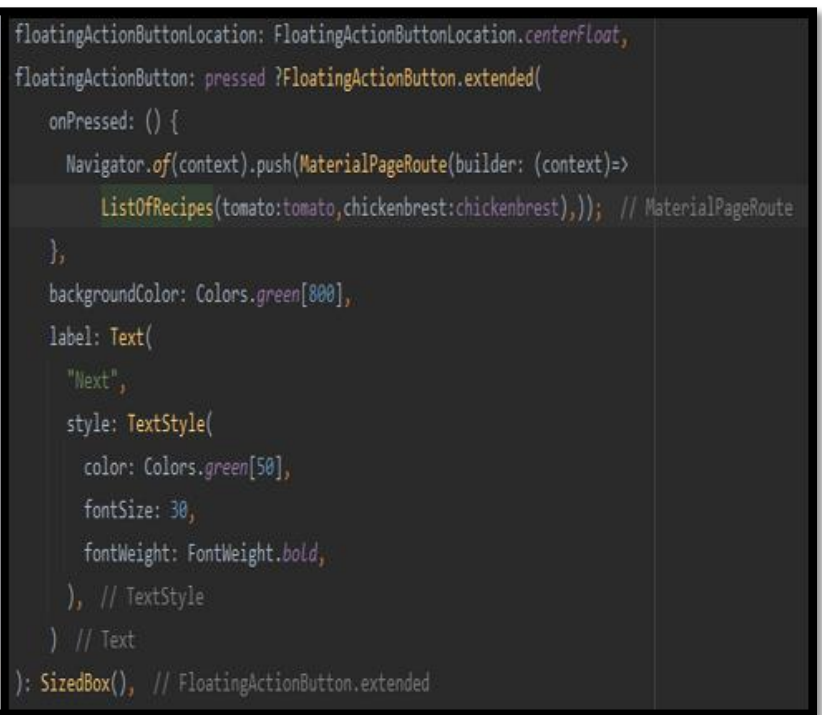 floatingActionButtonLocation: FloatingActionButtonLocation.centerFloat,
floatingActionButton: pressed ?FloatingActionButton.extended(
onPressed: () {
Navigator.of(context).push(MaterialPageRoute(builder: (context)=>
ListOfRecipes(tomato:tomato,chickenbrest:chickenbrest),)); // MaterialPageRoute
},
backgroundColor: Colors.green[800],
label: Text(
"Next",
style: TextStyle(
color: Colors.green[50],
fontSize: 30,
fontWeight: FontWeight.bold,
), // TextStyle
) // Text
): SizedBox(), // FloatingActionButton.extended